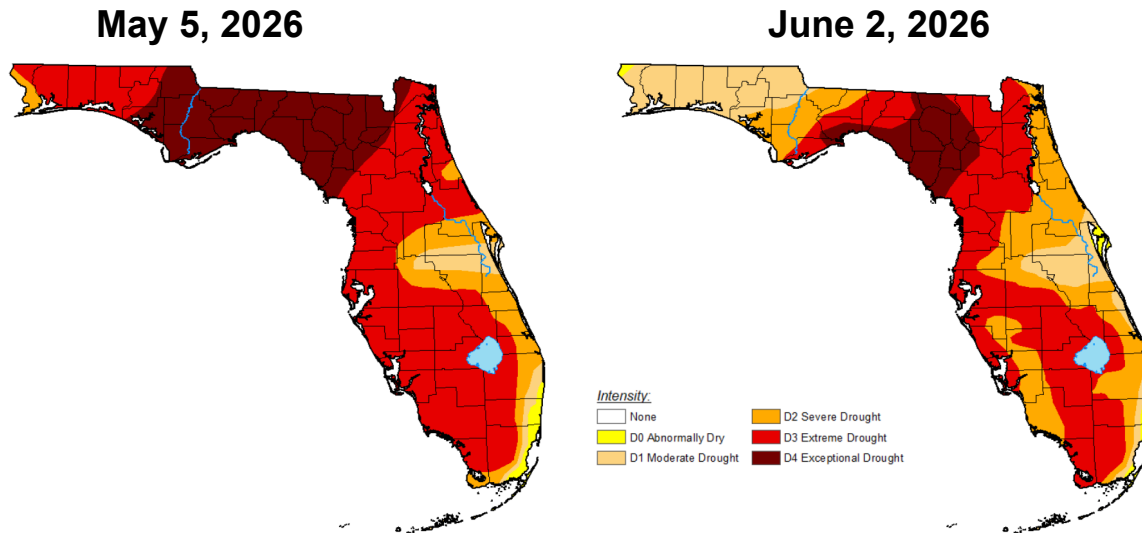 May 5, 2026
June 2, 2026
Intensity:
None
D0 Abnormally Dry
D1 Moderate Drought
D2 Severe Drought
D3 Extreme Drought
D4 Exceptional Drought